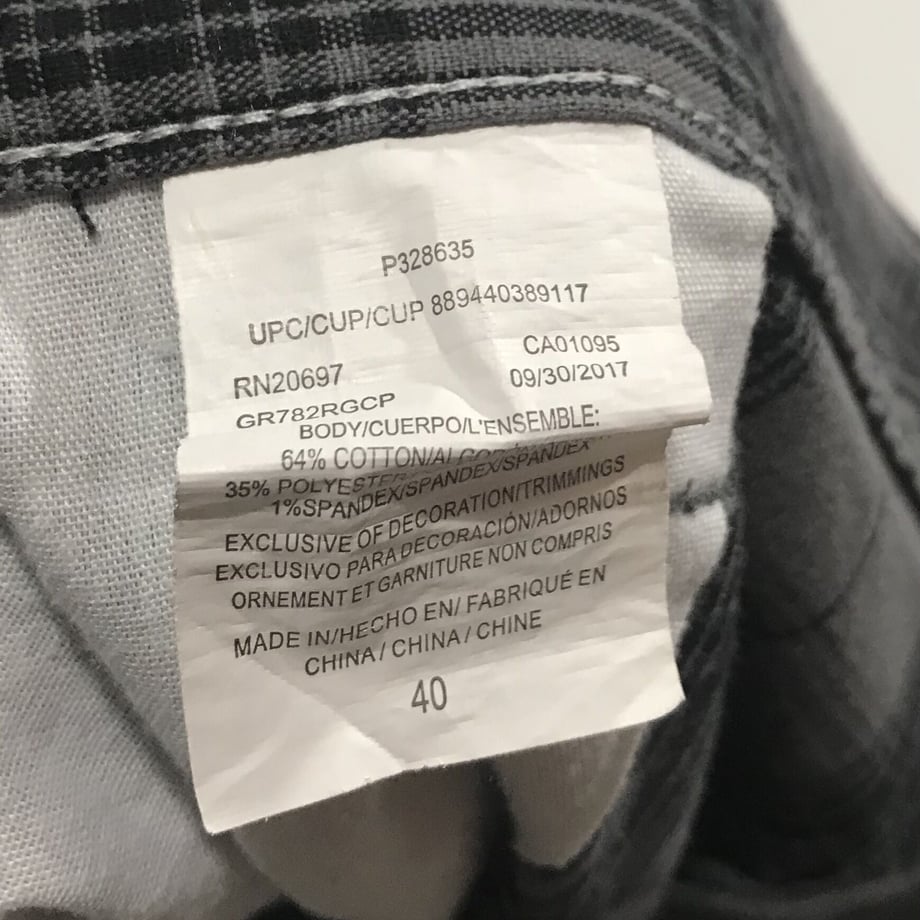 P328635
UPC/CUP/CUP 889440389117
RN20697 CA01095
GR782RGCP 09/30/2017
BODY/CUERPO/L'ENSEMBLE:
64% COTTON/
35%
1%SPANDEX/SPANDEX/SPANDEX
EXCLUSIVE OF DECORATION/TRIMMINGS
EXCLUSIVO PARA DECORACIÓN/ADORNOS
ORNEMENT ET GARNITURE NON COMPRIS
MADE IN/HECHO EN/ FABRIQUÉ EN
CHINA / CHINA / CHINE
40